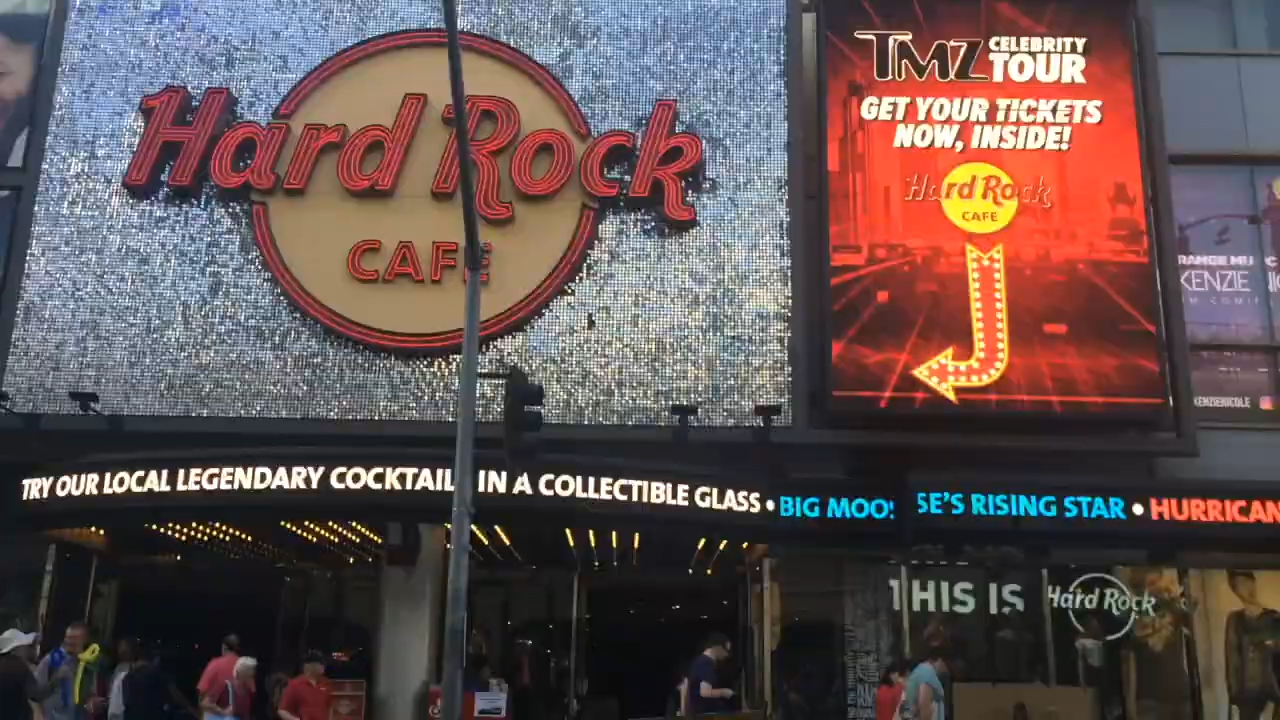 Hard Rock
CAFE
TMZ CELEBRITY
TOUR
GET YOUR TICKETS
NOW, INSIDE!
Hard Rock
CAFE
KENZIE
KENZIENICOLE
TRY OUR LOCAL LEGENDARY COCKTAIL IN A COLLECTIBLE GLASS • BIG MOO! SE'S RISING STAR • HURRICAN
THIS IS Hard Rock